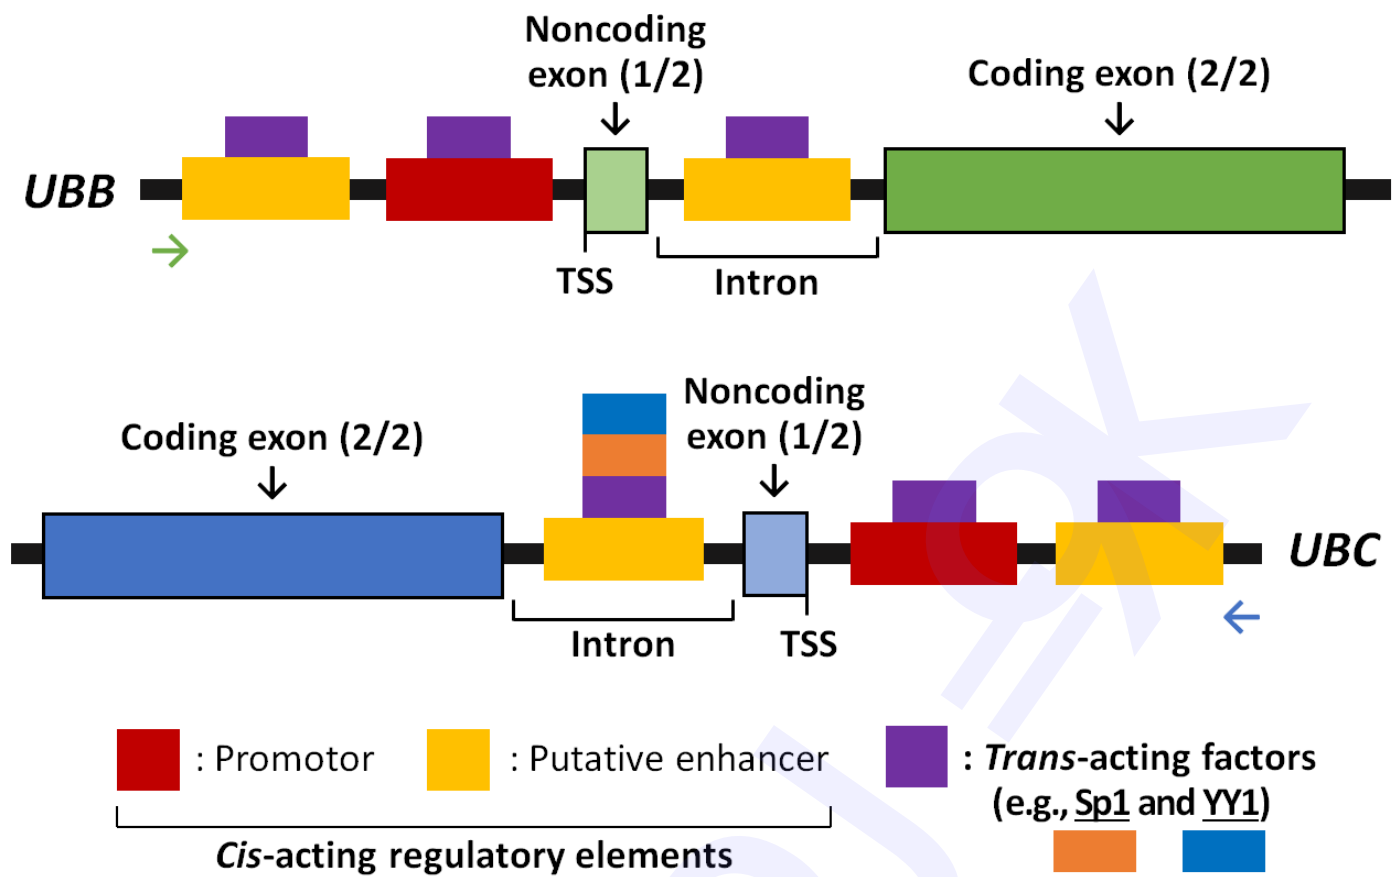 Noncoding
exon (1/2)
Coding exon (2/2)
UBB
TSS
Intron
Noncoding
exon (1/2)
Coding exon (2/2)
UBC
Intron
TSS
: Promotor
: Putative enhancer
: Trans-acting factors
(e.g., Sp1 and YY1)
Cis-acting regulatory elements